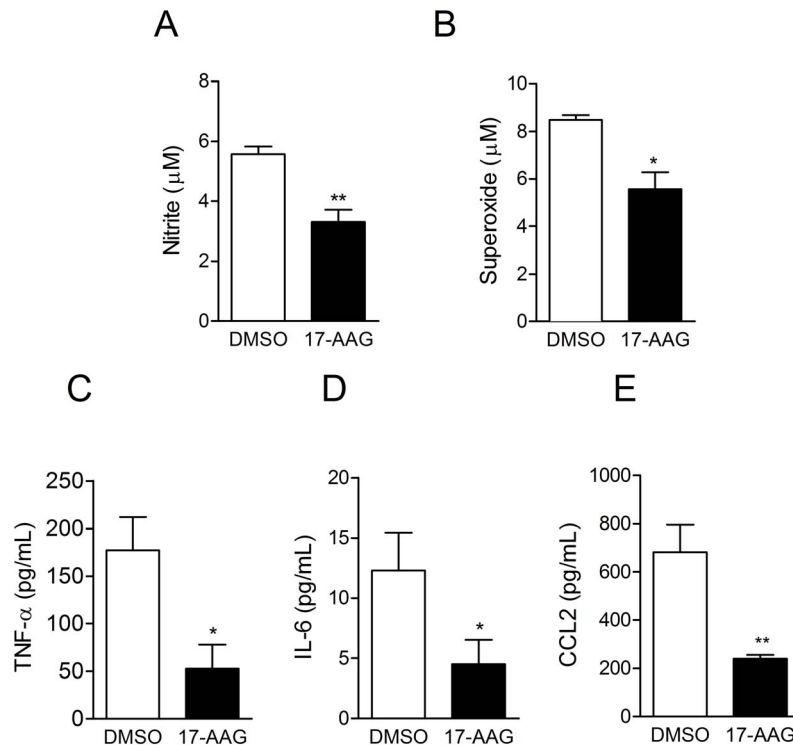 A
Nitrite (μM)
8
6
4
2
0
**
DMSO 17-AAG
B
Superoxide (μM)
10
8
6
4
2
0
*
DMSO 17-AAG
C
TNF-α (pg/mL)
250
200
150
100
50
0
*
DMSO 17-AAG
D
IL-6 (pg/mL)
20
15
10
5
0
*
DMSO 17-AAG
E
CCL2 (pg/mL)
1000
800
600
400
200
0
**
DMSO 17-AAG